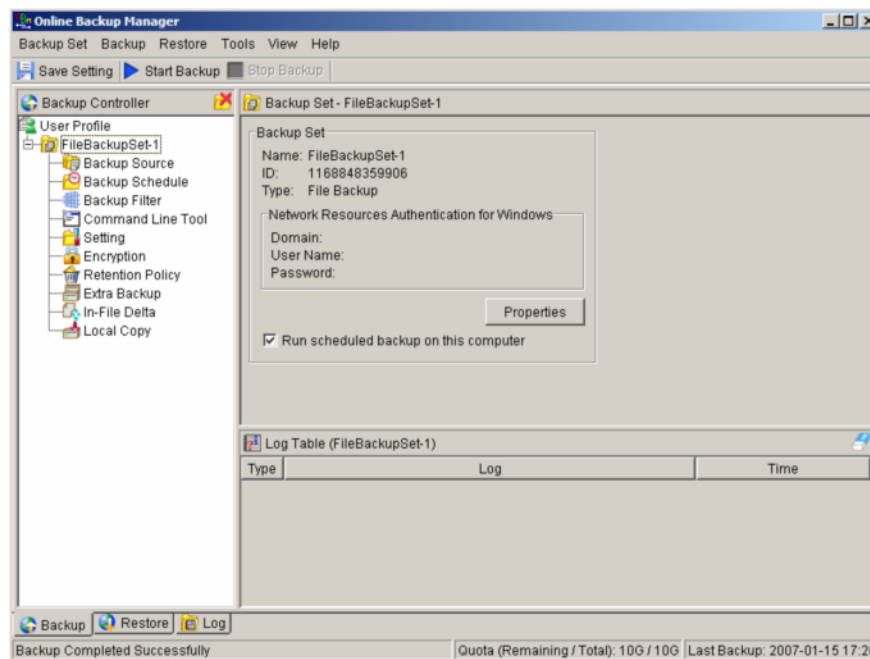 Online Backup Manager
Backup Set Backup Restore Tools View Help
Save Setting Start Backup Stop Backup
Backup Controller
User Profile
FileBackupSet-1
Backup Source
Backup Schedule
Backup Filter
Command Line Tool
Setting
Encryption
Retention Policy
Extra Backup
In-File Delta
Local Copy
Backup Set - FileBackupSet-1
Backup Set
Name: FileBackupSet-1
ID: 1168848359906
Type: File Backup
Network Resources Authentication for Windows
Domain:
User Name:
Password:
Properties
Run scheduled backup on this computer
Log Table (FileBackupSet-1)
Type Log Time
Backup Restore Log
Backup Completed Successfully
Quota (Remaining / Total): 10G / 10G
Last Backup: 2007-01-15